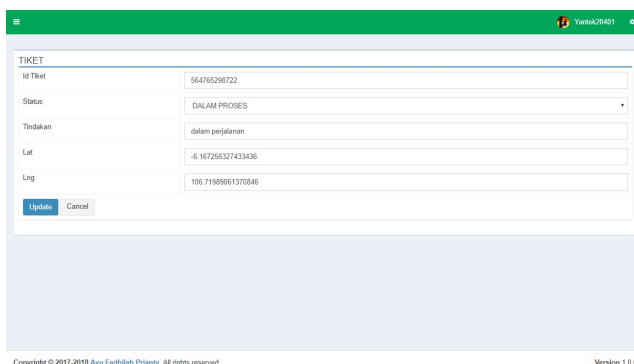 Yantek20401
TIKET
Id Tiket 564765298722
Status DALAM PROSES
Tindakan dalam perjalanan
Lat -6.167256327433436
Lng 106.71989061370846
Update Cancel
Copyright © 2017-2018 Ayu Fadhilah Prianty. All rights reserved. Version 1.0